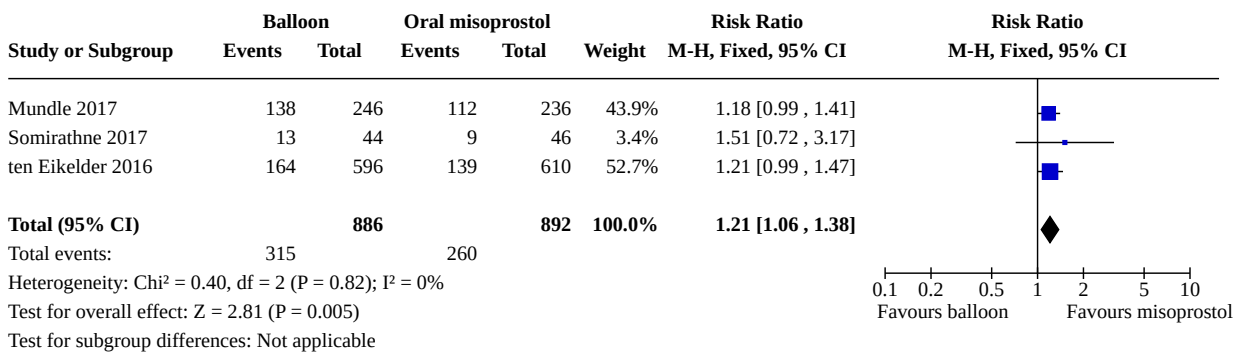 Balloon Oral misoprostol Risk Ratio Risk Ratio
Study or Subgroup Events Total Events Total Weight M-H, Fixed, 95% CI M-H, Fixed, 95% CI
Mundle 2017 138 246 112 236 43.9% 1.18 [0.99 , 1.41]
Somirathne 2017 13 44 9 46 3.4% 1.51 [0.72 , 3.17]
ten Eikelder 2016 164 596 139 610 52.7% 1.21 [0.99 , 1.47]
Total (95% CI) 886 892 100.0% 1.21 [1.06 , 1.38]
Total events: 315 260
Heterogeneity: Chi² = 0.40, df = 2 (P = 0.82); I² = 0%
0.1 0.2 0.5 1 2 5 10
Test for overall effect: Z = 2.81 (P = 0.005) Favours balloon Favours misoprostol
Test for subgroup differences: Not applicable